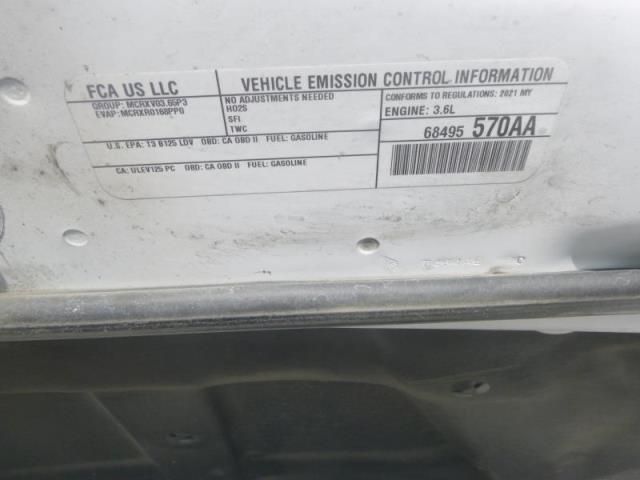 FCA US LLC
GROUP: MCRXV03.65P3
EVAP: MCRXR0168PP0
VEHICLE EMISSION CONTROL INFORMATION
NO ADJUSTMENTS NEEDED
HO2S
SFI
TWC
CONFORMS TO REGULATIONS: 2021 MY
ENGINE: 3.6L
68495 570AA
U.S. EPA: T3 B125 LDV OBD: CA OBD II FUEL: GASOLINE
CA: ULEV125 PC OBD: CA OBD II FUEL: GASOLINE